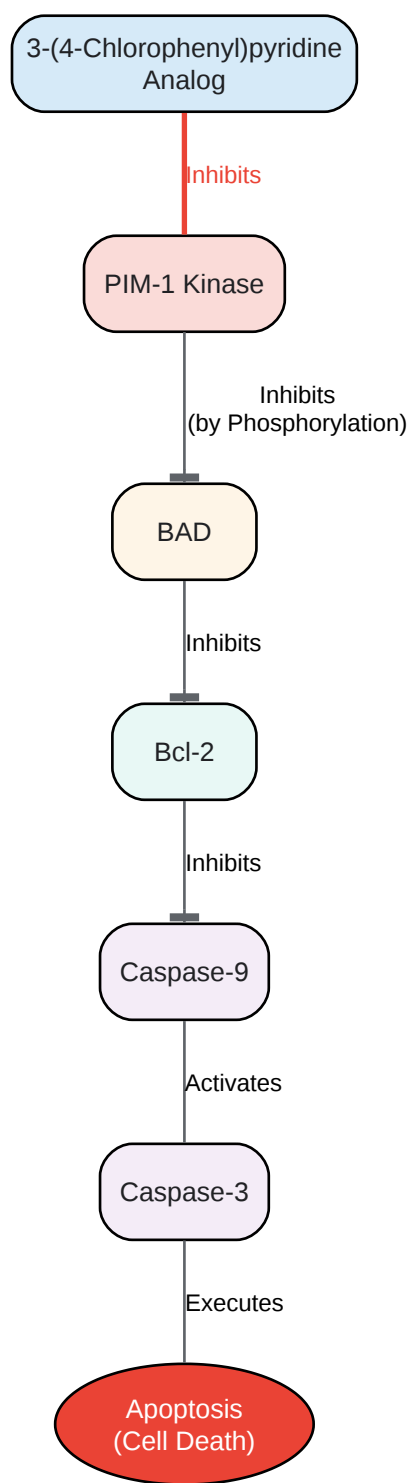 3-(4-Chlorophenyl)pyridine
Analog
Inhibits
PIM-1 Kinase
Inhibits
(by Phosphorylation)
BAD
Inhibits
Bcl-2
Inhibits
Caspase-9
Activates
Caspase-3
Executes
Apoptosis
(Cell Death)